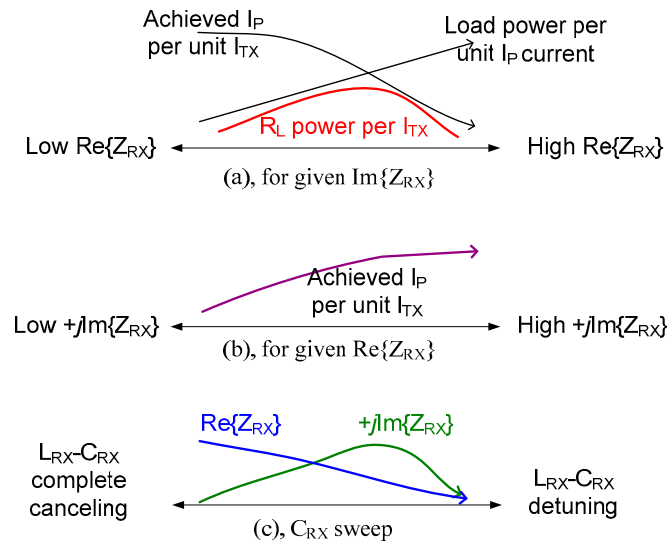 Achieved I_P
per unit I_TX
Load power per
unit I_P current
R_L power per I_TX
Low Re{Z_RX}
High Re{Z_RX}
(a), for given Im{Z_RX}
Achieved I_P
per unit I_TX
Low +jIm{Z_RX}
High +jIm{Z_RX}
(b), for given Re{Z_RX}
Re{Z_RX}
+jIm{Z_RX}
L_RX-C_RX
complete
canceling
L_RX-C_RX
detuning
(c), C_RX sweep